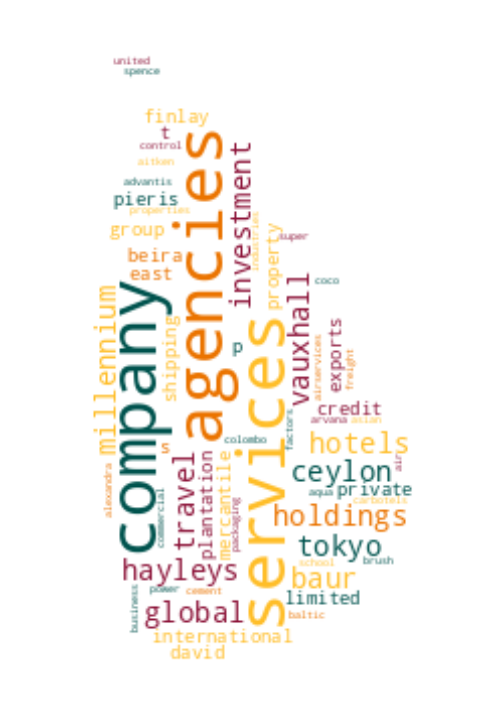 united
spence
finlay
t
control
aitken
agencies
investment
advantis
pieris
properties
group
industries
property
super
beira
east
company
millennium
shipping
services
vauxhall
coco
p
exports
airservices
freight
credit
arvana asian
factors
colombo
hotels
s
travel
plantation
mercantile
packaging
alexandra
commercial
ceylon
air
aqua private
carhotels
holdings
tokyo
brush
school
hayleys
baur
power cement
limited
business
global
baltic
international
david